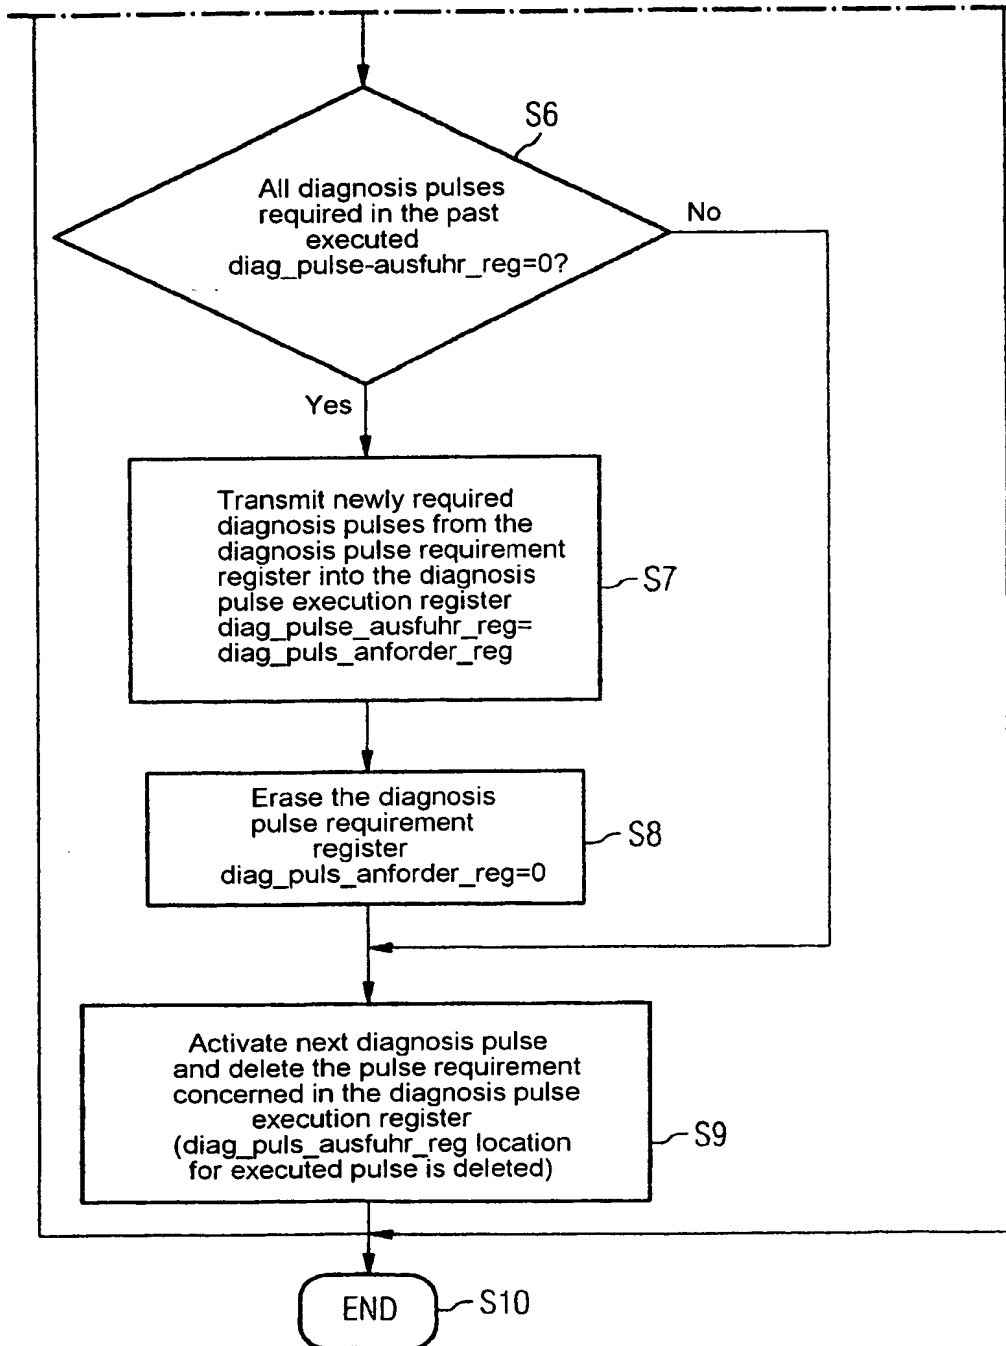 S6
All diagnosis pulses
required in the past
executed
diag_pulse-ausfuhr_reg=0?
No
Yes
Transmit newly required
diagnosis pulses from the
diagnosis pulse requirement
register into the diagnosis
pulse execution register
diag_pulse_ausfuhr_reg=
diag_puls_anforder_reg
S7
Erase the diagnosis
pulse requirement
register
diag_puls_anforder_reg=0
S8
Activate next diagnosis pulse
and delete the pulse requirement
concerned in the diagnosis pulse
execution register
(diag_puls_ausfuhr_reg location
for executed pulse is deleted)
S9
END
S10